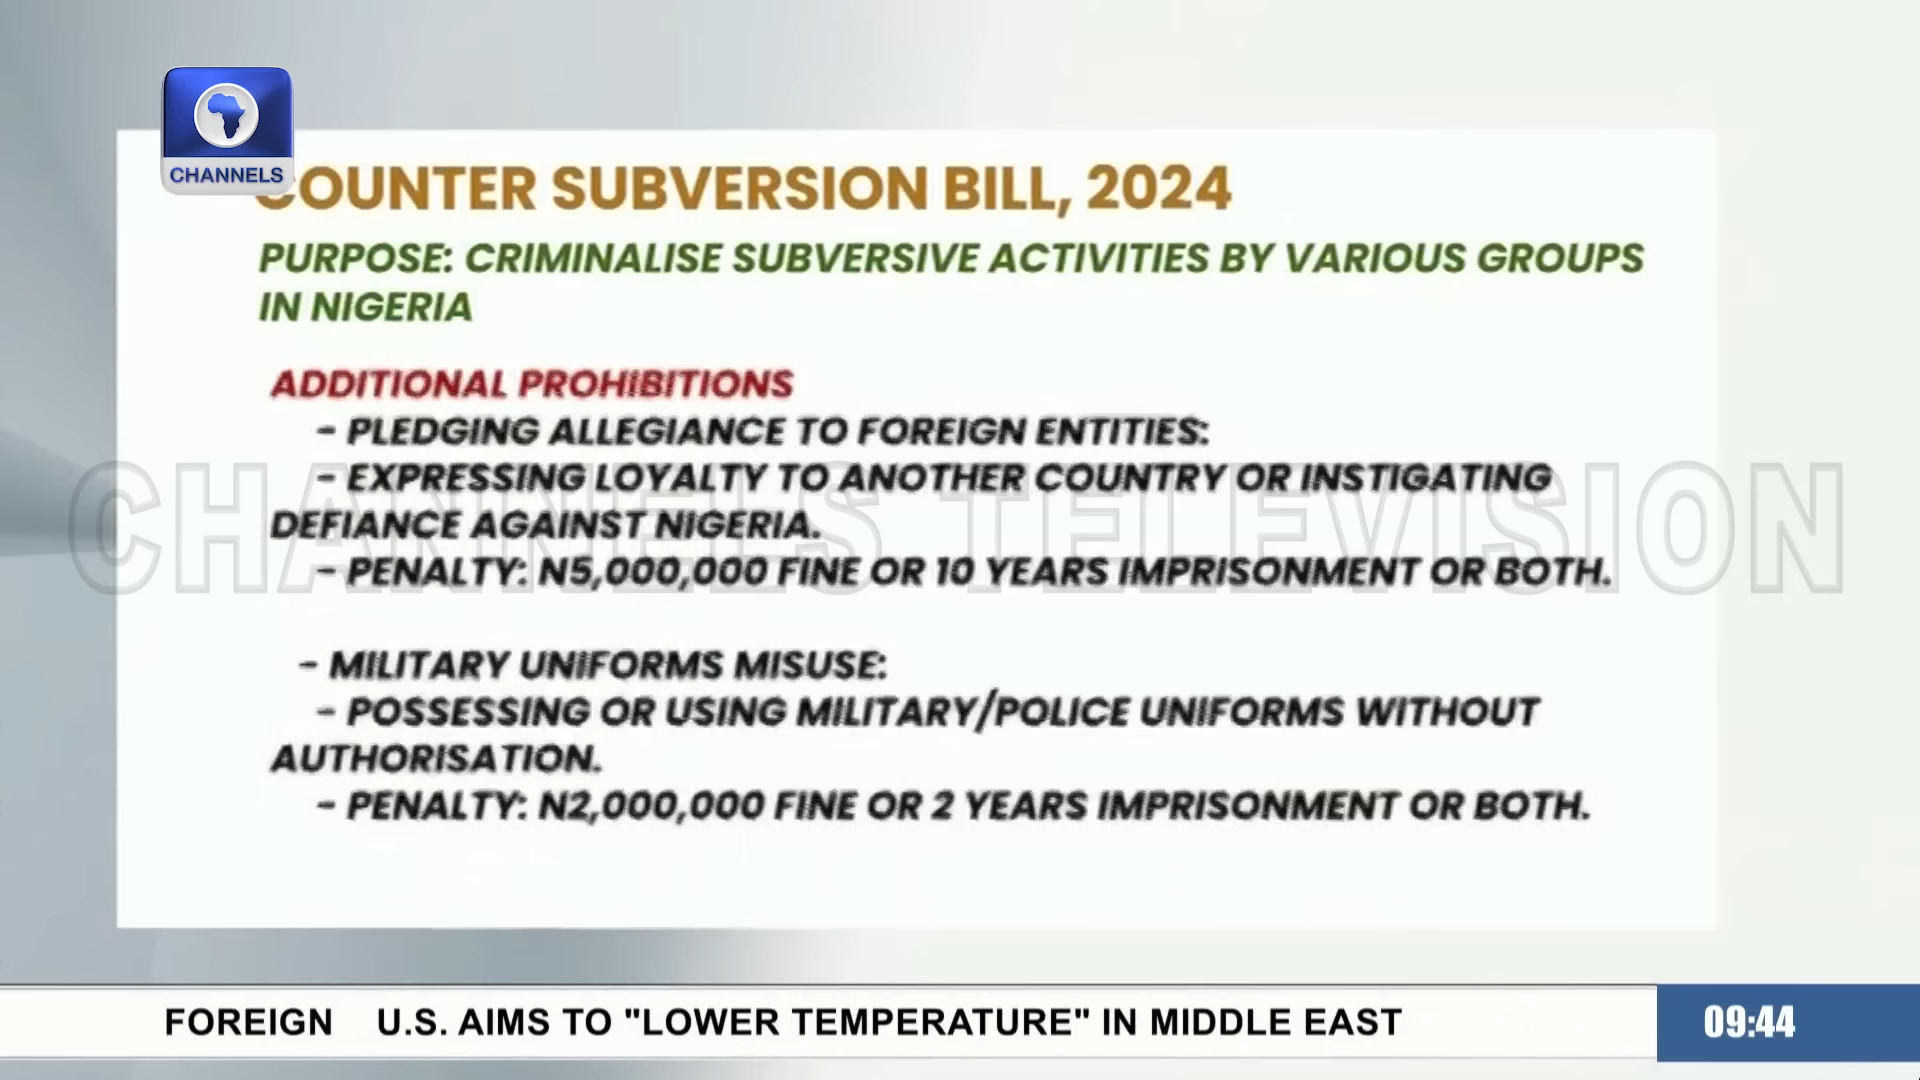 CHANNELS
COUNTER SUBVERSION BILL, 2024
PURPOSE: CRIMINALISE SUBVERSIVE ACTIVITIES BY VARIOUS GROUPS
IN NIGERIA
ADDITIONAL PROHIBITIONS
- PLEDGING ALLEGIANCE TO FOREIGN ENTITIES:
- EXPRESSING LOYALTY TO ANOTHER COUNTRY OR INSTIGATING
DEFIANCE AGAINST NIGERIA.
- PENALTY: N5,000,000 FINE OR 10 YEARS IMPRISONMENT OR BOTH.
- MILITARY UNIFORMS MISUSE:
- POSSESSING OR USING MILITARY/POLICE UNIFORMS WITHOUT
AUTHORISATION.
- PENALTY: N2,000,000 FINE OR 2 YEARS IMPRISONMENT OR BOTH.
CHANNELS TELEVISION
FOREIGN U.S. AIMS TO "LOWER TEMPERATURE" IN MIDDLE EAST
09:44